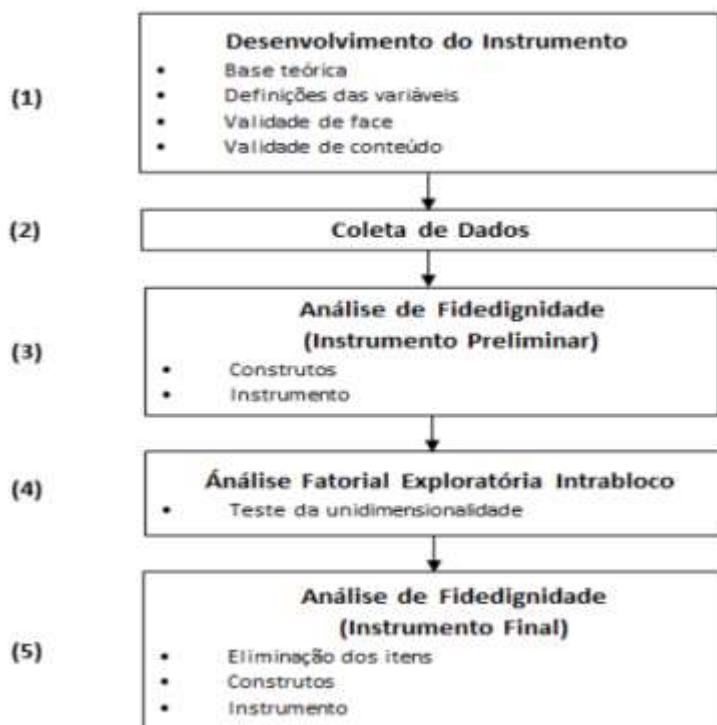 Desenvolvimento do Instrumento
• Base teórica
(1)
• Definições das variáveis
• Validade de face
• Validade de conteúdo
(2)
Coleta de Dados
Análise de Fidedignidade
(Instrumento Preliminar)
(3)
• Construtos
• Instrumento
(4)
Ánálise Fatorial Exploratória Intrabloco
• Teste da unidimensionalidade
Análise de Fidedignidade
(Instrumento Final)
(5)
• Eliminação dos itens
• Construtos
• Instrumento